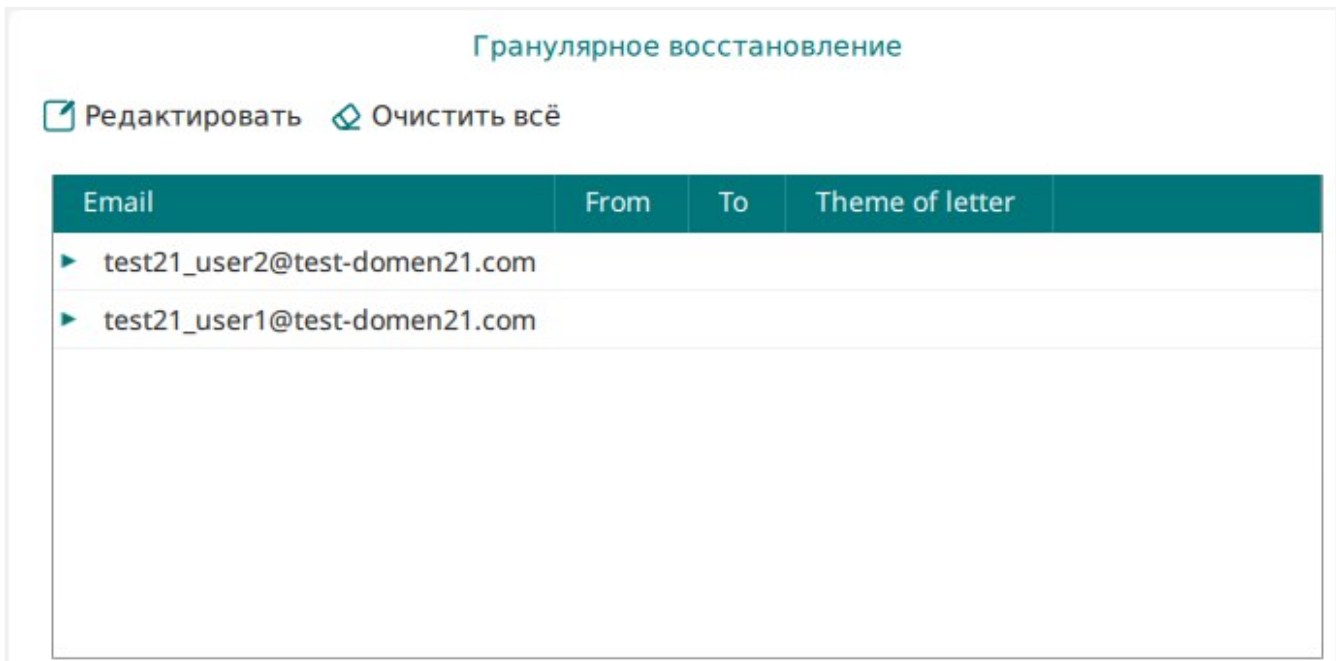 Гранулярное восстановление
Редактировать Очистить всё
Email From To Theme of letter
test21_user2@test-domen21.com
test21_user1@test-domen21.com